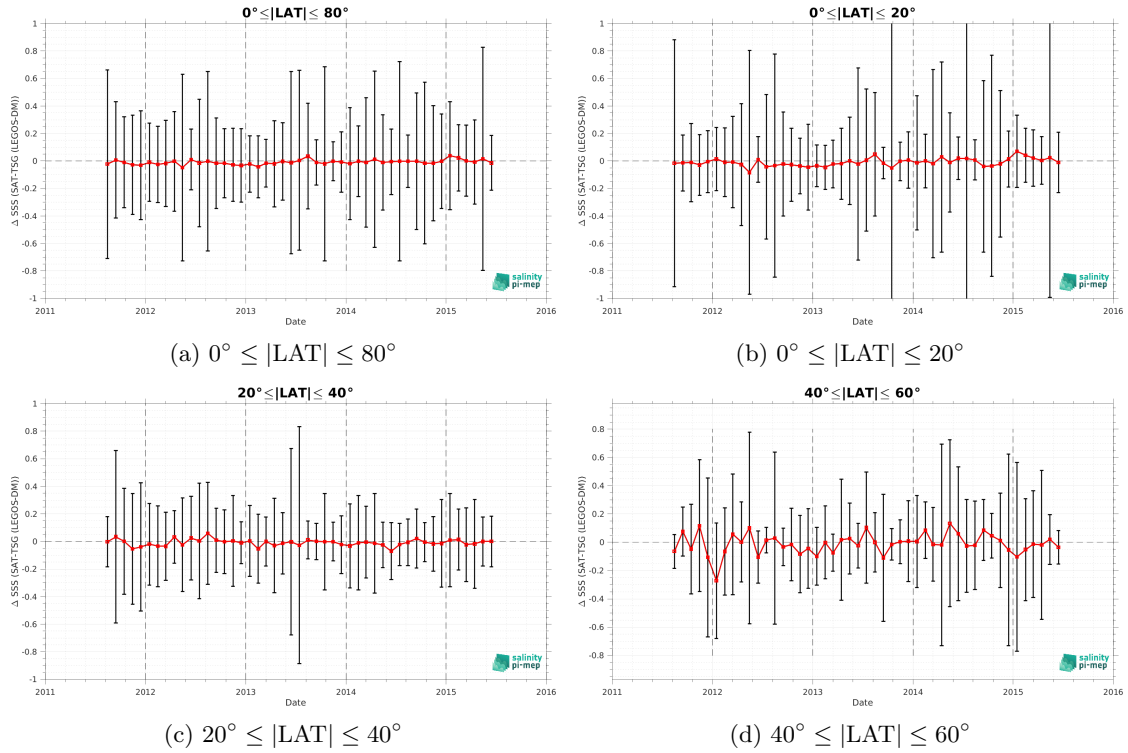 0°≤|LAT|≤ 80°
Δ SSS (SAT-TSG (LEGOS-DM))
1
0.8
0.6
0.4
0.2
0
-0.2
-0.4
-0.6
-0.8
-1
2011
2012
2013
2014
2015
2016
Date
salinity
pi-mep
(a) 0° ≤ |LAT| ≤ 80°
0°≤|LAT|≤ 20°
Δ SSS (SAT-TSG (LEGOS-DM))
1
0.8
0.6
0.4
0.2
0
-0.2
-0.4
-0.6
-0.8
-1
2011
2012
2013
2014
2015
2016
Date
salinity
pi-mep
(b) 0° ≤ |LAT| ≤ 20°
20°≤|LAT|≤ 40°
Δ SSS (SAT-TSG (LEGOS-DM))
1
0.8
0.6
0.4
0.2
0
-0.2
-0.4
-0.6
-0.8
-1
2011
2012
2013
2014
2015
2016
Date
salinity
pi-mep
(c) 20° ≤ |LAT| ≤ 40°
40°≤|LAT|≤ 60°
Δ SSS (SAT-TSG (LEGOS-DM))
0.8
0.6
0.4
0.2
0
-0.2
-0.4
-0.6
-0.8
2011
2012
2013
2014
2015
2016
Date
salinity
pi-mep
(d) 40° ≤ |LAT| ≤ 60°